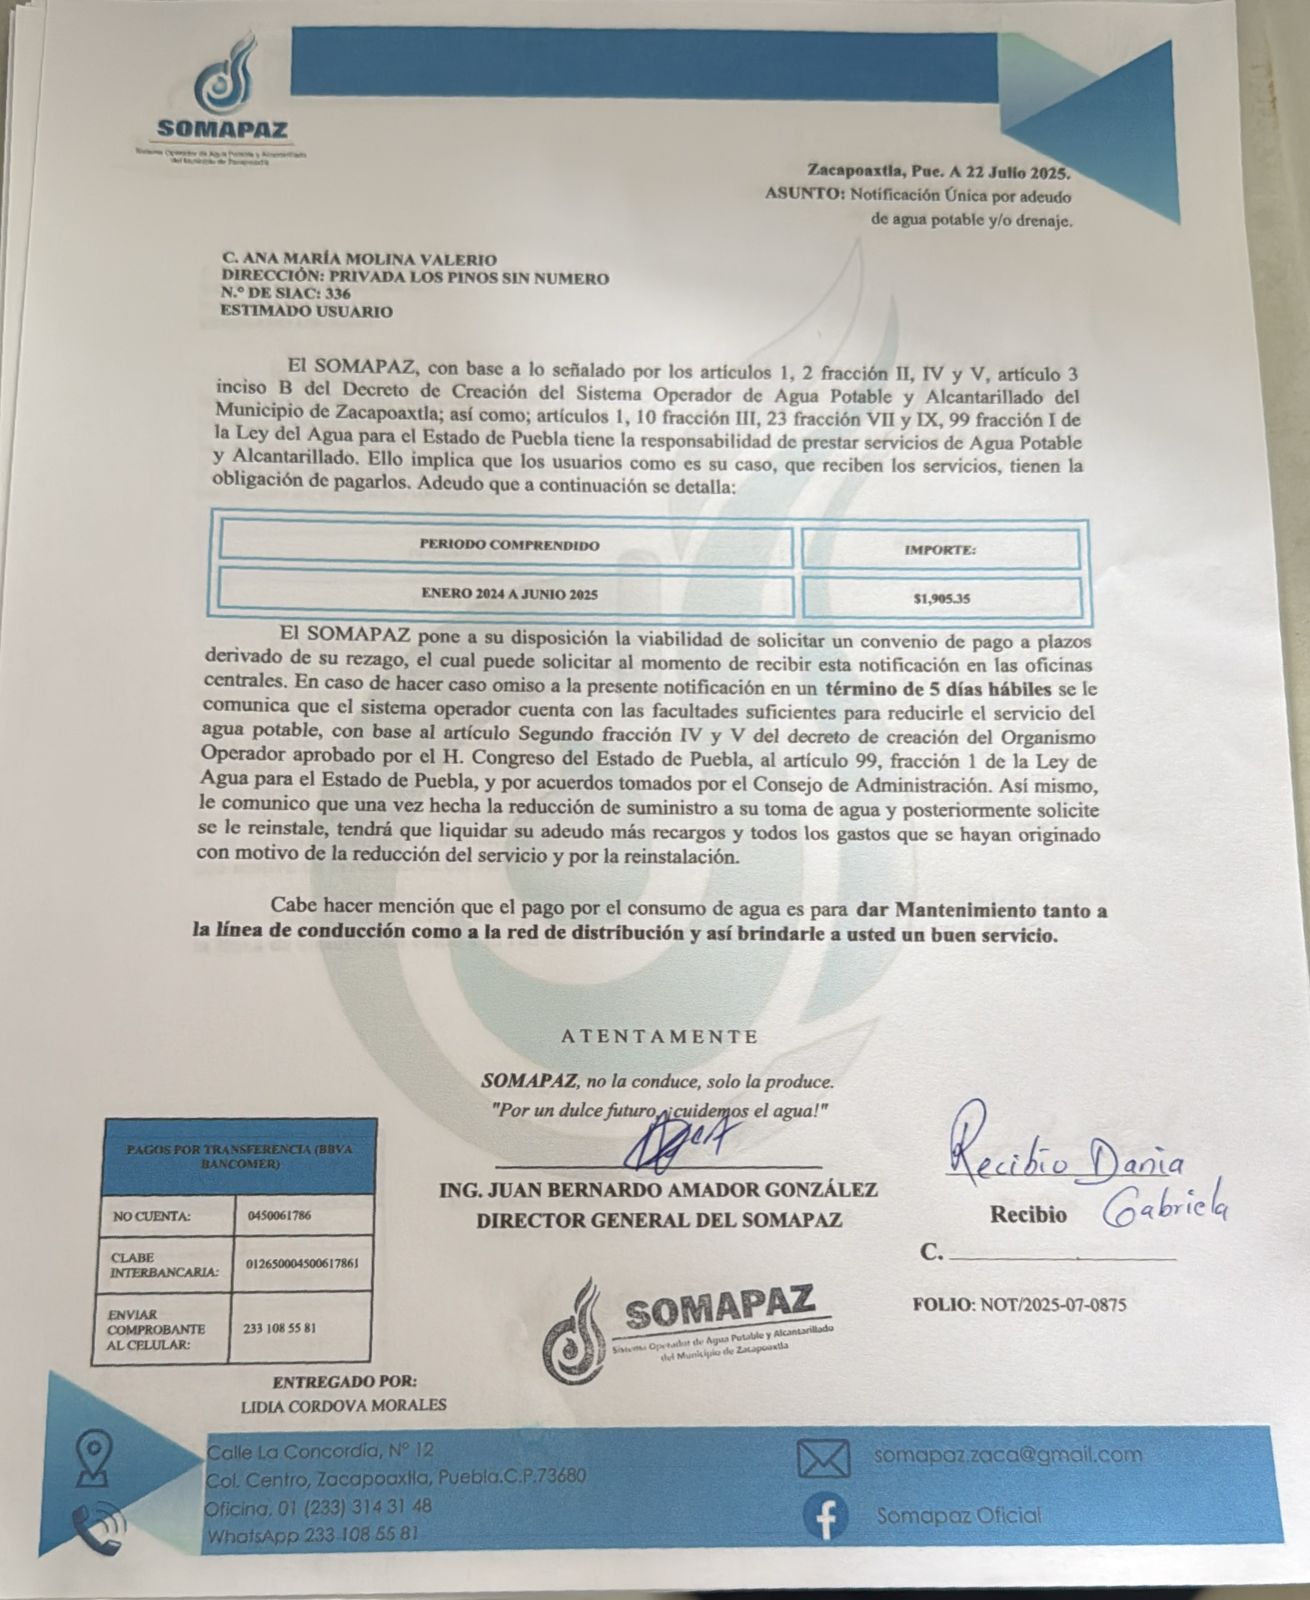 SOMAPAZ
Sistema Operador de Agua Potable y Alcantarillado
del Municipio de Zacapoaxtla
Zacapoaxtla, Pue. A 22 Julio 2025.
ASUNTO: Notificación Única por adeudo
de agua potable y/o drenaje.
C. ANA MARÍA MOLINA VALERIO
DIRECCIÓN: PRIVADA LOS PINOS SIN NUMERO
N.º DE SIAC: 336
ESTIMADO USUARIO
El SOMAPAZ, con base a lo señalado por los artículos 1, 2 fracción II, IV y V, artículo 3
inciso B del Decreto de Creación del Sistema Operador de Agua Potable y Alcantarillado del
Municipio de Zacapoaxtla; así como; artículos 1, 10 fracción III, 23 fracción VII y IX, 99 fracción I de
la Ley del Agua para el Estado de Puebla tiene la responsabilidad de prestar servicios de Agua Potable
y Alcantarillado. Ello implica que los usuarios como es su caso, que reciben los servicios, tienen la
obligación de pagarlos. Adeudo que a continuación se detalla:
PERIODO COMPRENDIDO IMPORTE:
ENERO 2024 A JUNIO 2025 $1,905.35
El SOMAPAZ pone a su disposición la viabilidad de solicitar un convenio de pago a plazos
derivado de su rezago, el cual puede solicitar al momento de recibir esta notificación en las oficinas
centrales. En caso de hacer caso omiso a la presente notificación en un término de 5 días hábiles se le
comunica que el sistema operador cuenta con las facultades suficientes para reducirle el servicio del
agua potable, con base al artículo Segundo fracción IV y V del decreto de creación del Organismo
Operador aprobado por el H. Congreso del Estado de Puebla, al artículo 99, fracción 1 de la Ley de
Agua para el Estado de Puebla, y por acuerdos tomados por el Consejo de Administración. Así mismo,
le comunico que una vez hecha la reducción de suministro a su toma de agua y posteriormente solicite
se le reinstale, tendrá que liquidar su adeudo más recargos y todos los gastos que se hayan originado
con motivo de la reducción del servicio y por la reinstalación.
Cabe hacer mención que el pago por el consumo de agua es para dar Mantenimiento tanto a
la línea de conducción como a la red de distribución y así brindarle a usted un buen servicio.
ATENTAMENTE
SOMAPAZ, no la conduce, solo la produce.
"Por un dulce futuro, ¡cuidemos el agua!"
ING. JUAN BERNARDO AMADOR GONZÁLEZ
DIRECTOR GENERAL DEL SOMAPAZ
Recibio Dania
Gabriela
Recibio
C.
FOLIO: NOT/2025-07-0875
PAGOS POR TRANSFERENCIA (BBVA
BANCOMER)
NO CUENTA: 0450061786
CLABE
INTERBANCARIA: 012650004500617861
ENVIAR
COMPROBANTE
AL CELULAR: 233 108 55 81
SOMAPAZ
Sistema Operador de Agua Potable y Alcantarillado
del Municipio de Zacapoaxtla
ENTREGADO POR:
LIDIA CORDOVA MORALES
Calle La Concordia, N° 12
Col. Centro, Zacapoaxtla, Puebla.C.P.73680
Oficina. 01 (233) 314 31 48
WhatsApp 233 108 55 81
somapaz.zaca@gmail.com
Somapaz Oficial